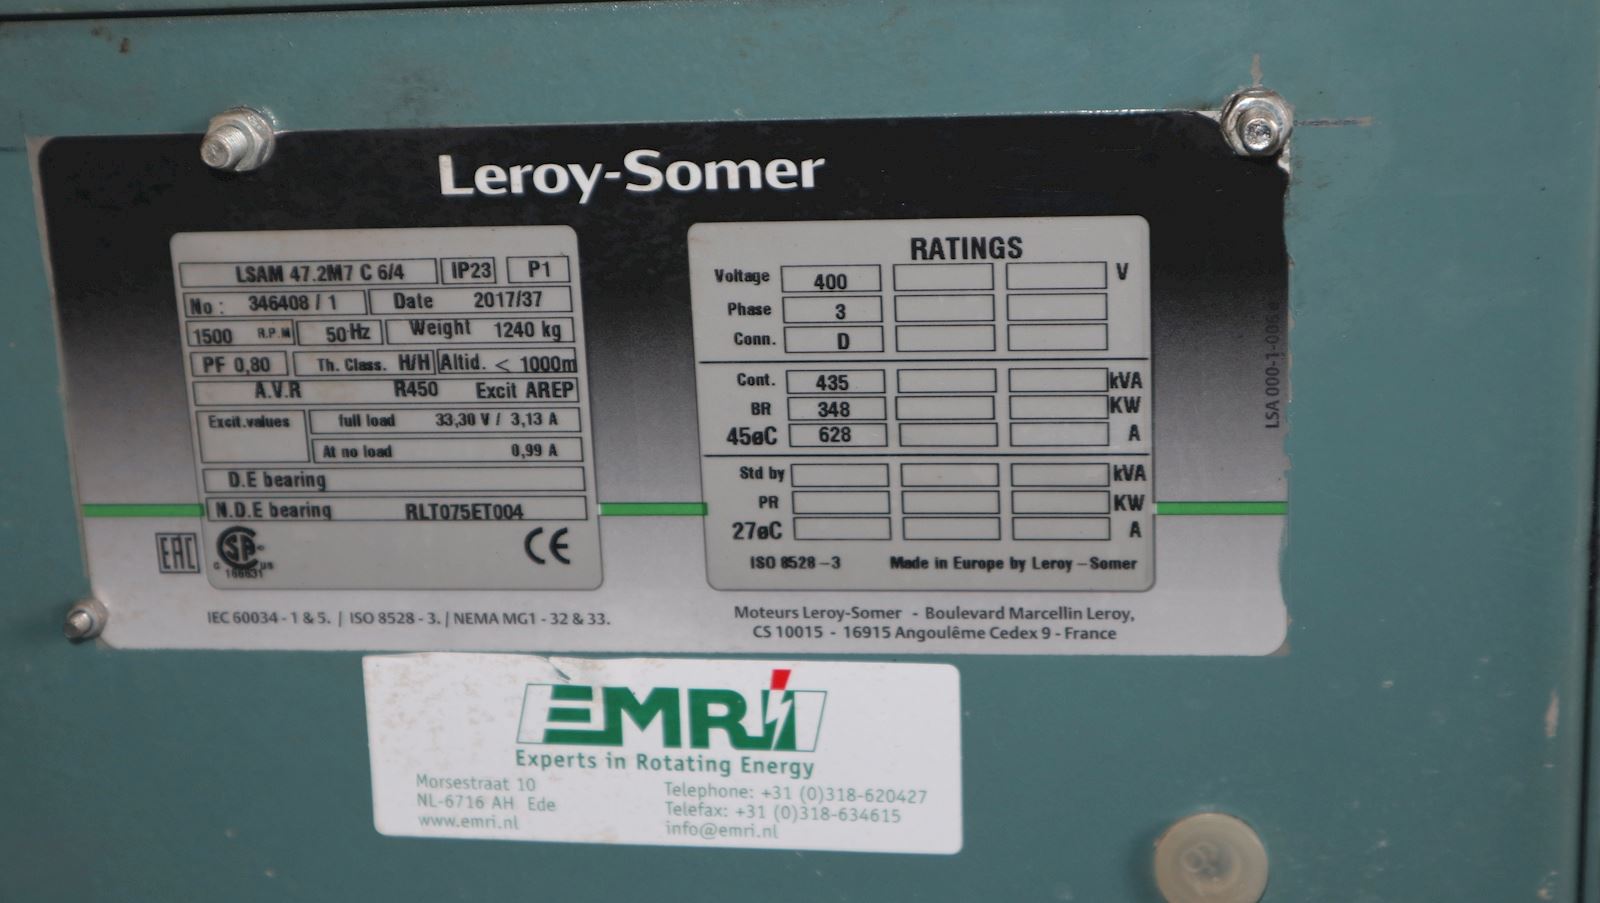 Leroy-Somer
LSAM 47.2M7 C 6/4 IP23 P1
No : 346408 / 1 Date 2017/37
1500 R.P.M 50 Hz Weight 1240 kg
PF 0,80 Th. Class. H/H Altid. < 1000m
A.V.R R450 Excit AREP
Excit.values full load 33,30 V / 3,13 A
At no load 0,99 A
D.E bearing
N.D.E bearing RLT075ET004
EAC
C SA US
166631
CE
RATINGS
Voltage 400 V
Phase 3
Conn. D
Cont. 435 kVA
BR 348 KW
45øC 628 A
Std by kVA
PR KW
27øC A
ISO 8528-3 Made in Europe by Leroy-Somer
IEC 60034 - 1 & 5. / ISO 8528 - 3. / NEMA MG1 - 32 & 33.
Moteurs Leroy-Somer - Boulevard Marcellin Leroy,
CS 10015 - 16915 Angoulême Cedex 9 - France
EMRI
Experts in Rotating Energy
Morsestraat 10
NL-6716 AH Ede
www.emri.nl
Telephone: +31 (0)318-620427
Telefax: +31 (0)318-634615
info@emri.nl